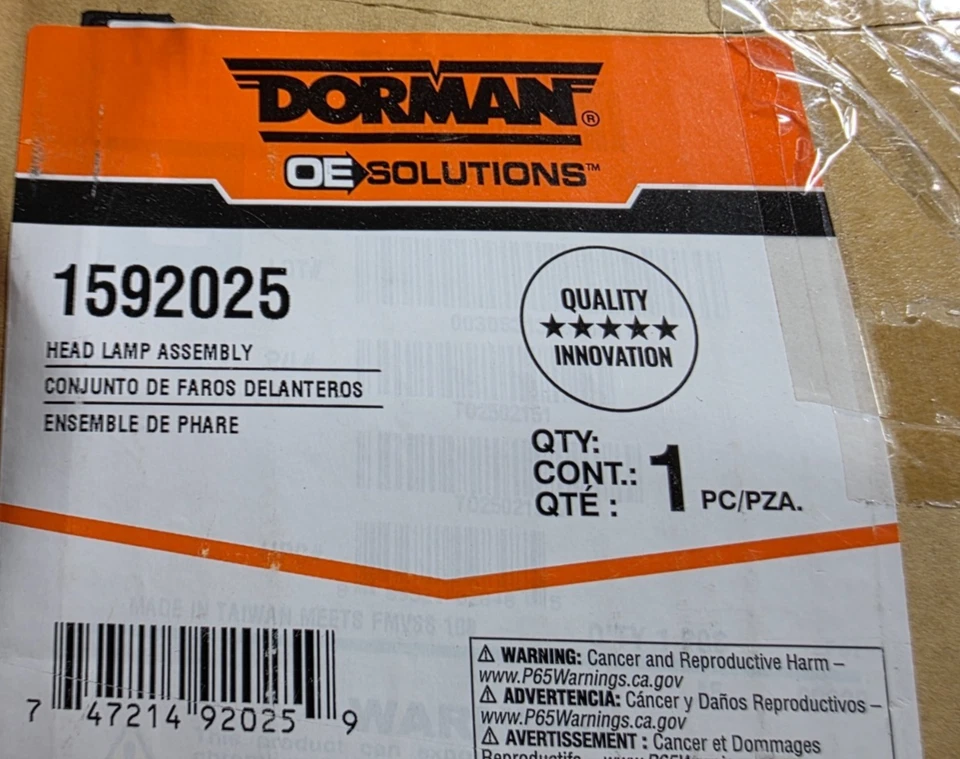 DORMAN®
OE SOLUTIONS™
1592025
HEAD LAMP ASSEMBLY
CONJUNTO DE FAROS DELANTEROS
ENSEMBLE DE PHARE
QUALITY
★★★★★
INNOVATION
QTY:
CONT.: 1 PC/PZA.
QTÉ :
MADE IN TAIWAN MEETS FMVSS
7 47214 92025 9
⚠ WARNING: Cancer and Reproductive Harm –
www.P65Warnings.ca.gov
⚠ ADVERTENCIA: Cáncer y Daños Reproductivos –
www.P65Warnings.ca.gov
⚠ AVERTISSEMENT : Cancer et Dommages